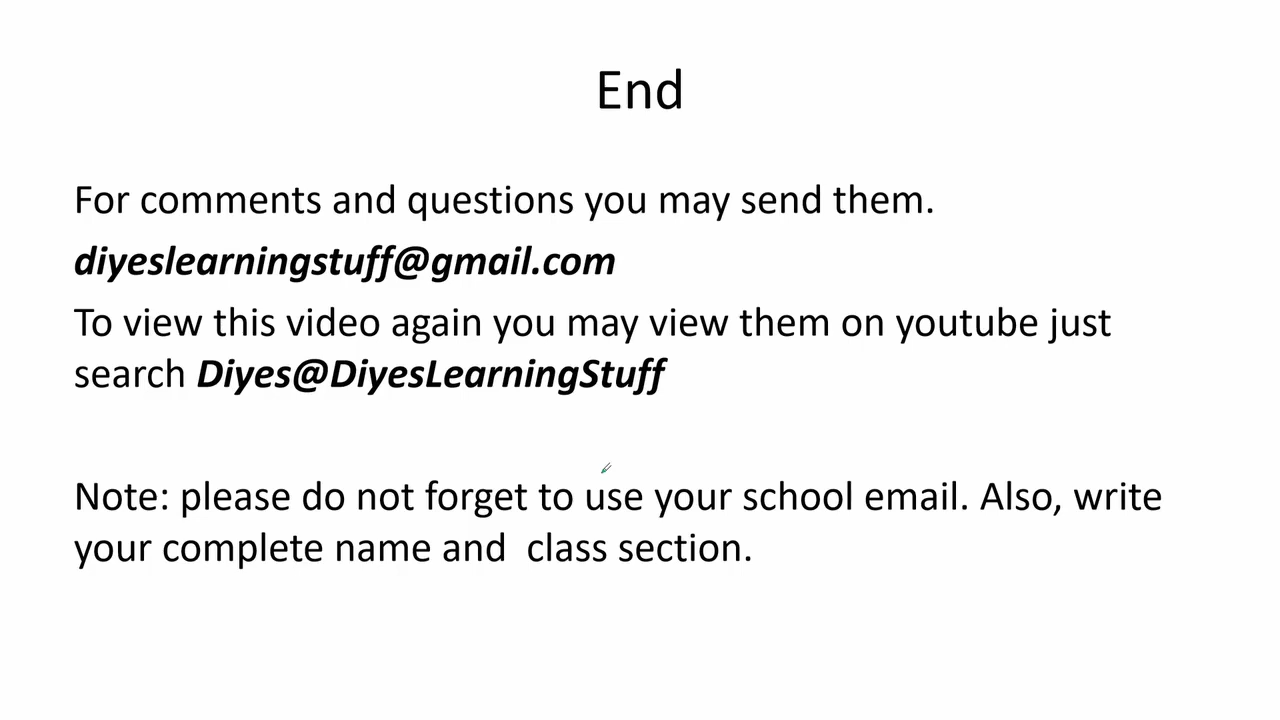 End
For comments and questions you may send them.
diyeslearningstuff@gmail.com
To view this video again you may view them on youtube just
search Diyes@DiyesLearningStuff
Note: please do not forget to use your school email. Also, write
your complete name and  class section.